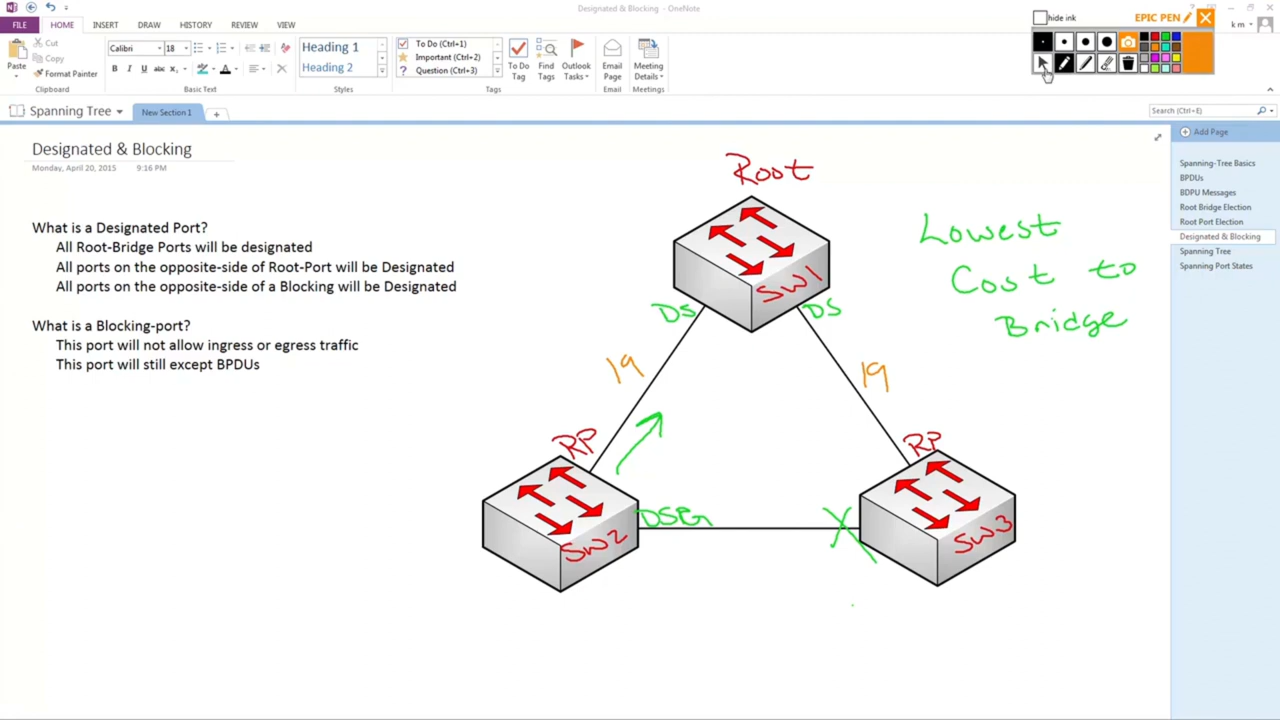 Designated & Blocking - OneNote
hide ink
EPIC PEN
FILE HOME INSERT DRAW HISTORY REVIEW VIEW
k m
Paste
Cut
Copy
Format Painter
Clipboard
Calibri 18
B I U abc x₂ A
Basic Text
Heading 1
Heading 2
Styles
To Do (Ctrl+1)
Important (Ctrl+2)
? Question (Ctrl+3)
To Do Tag
Find Tags
Outlook Tasks
Tags
Email Page
Email
Meeting Details
Meetings
Spanning Tree
New Section 1
Search (Ctrl+E)
Designated & Blocking
Monday, April 20, 2015 9:16 PM
What is a Designated Port?
All Root-Bridge Ports will be designated
All ports on the opposite-side of Root-Port will be Designated
All ports on the opposite-side of a Blocking will be Designated
What is a Blocking-port?
This port will not allow ingress or egress traffic
This port will still except BPDUs
Root
SW1
DS
DS
19
19
RP
RP
DSG
X
SW2
SW3
Lowest
Cost to
Bridge
Add Page
Spanning-Tree Basics
BPDUs
BDPU Messages
Root Bridge Election
Root Port Election
Designated & Blocking
Spanning Tree
Spanning Port States